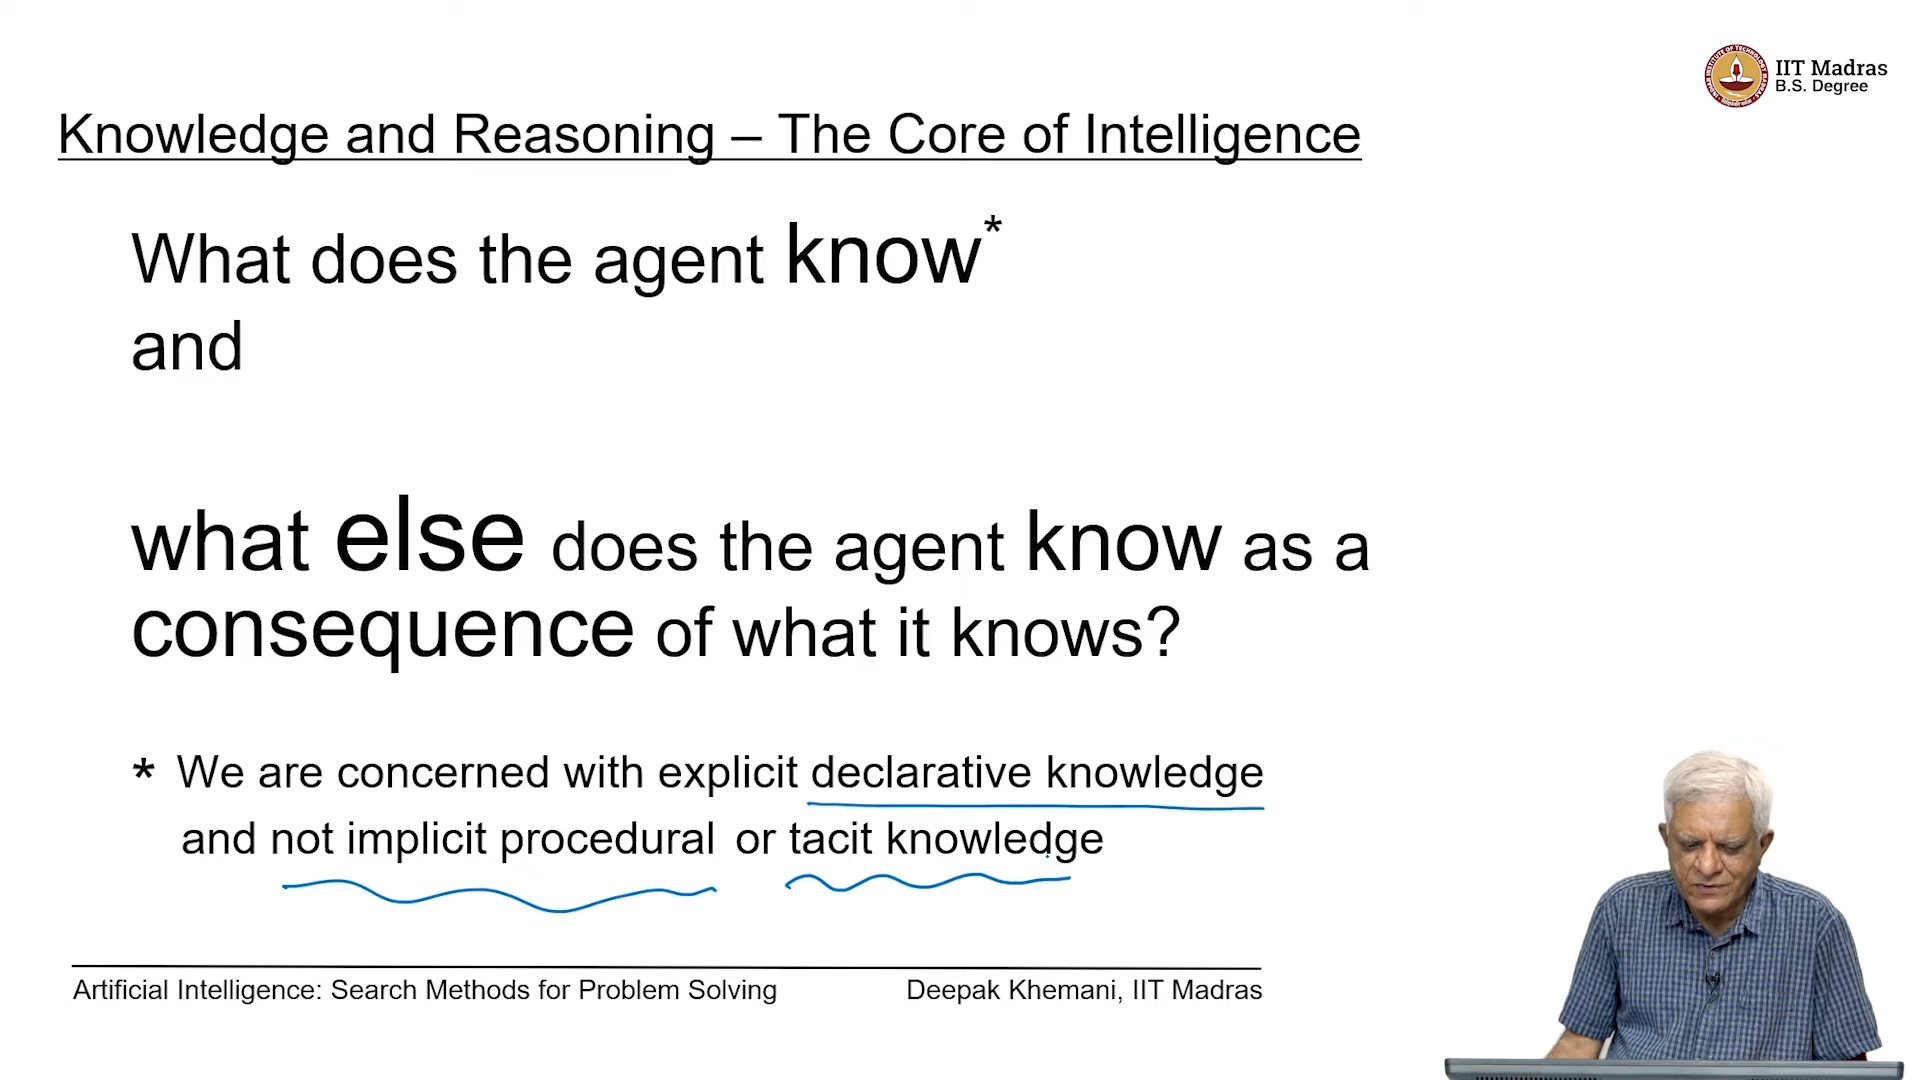 IIT Madras
B.S. Degree
Knowledge and Reasoning – The Core of Intelligence
What does the agent know*
and
what else does the agent know as a
consequence of what it knows?
* We are concerned with explicit declarative knowledge
and not implicit procedural or tacit knowledge
Artificial Intelligence: Search Methods for Problem Solving Deepak Khemani, IIT Madras